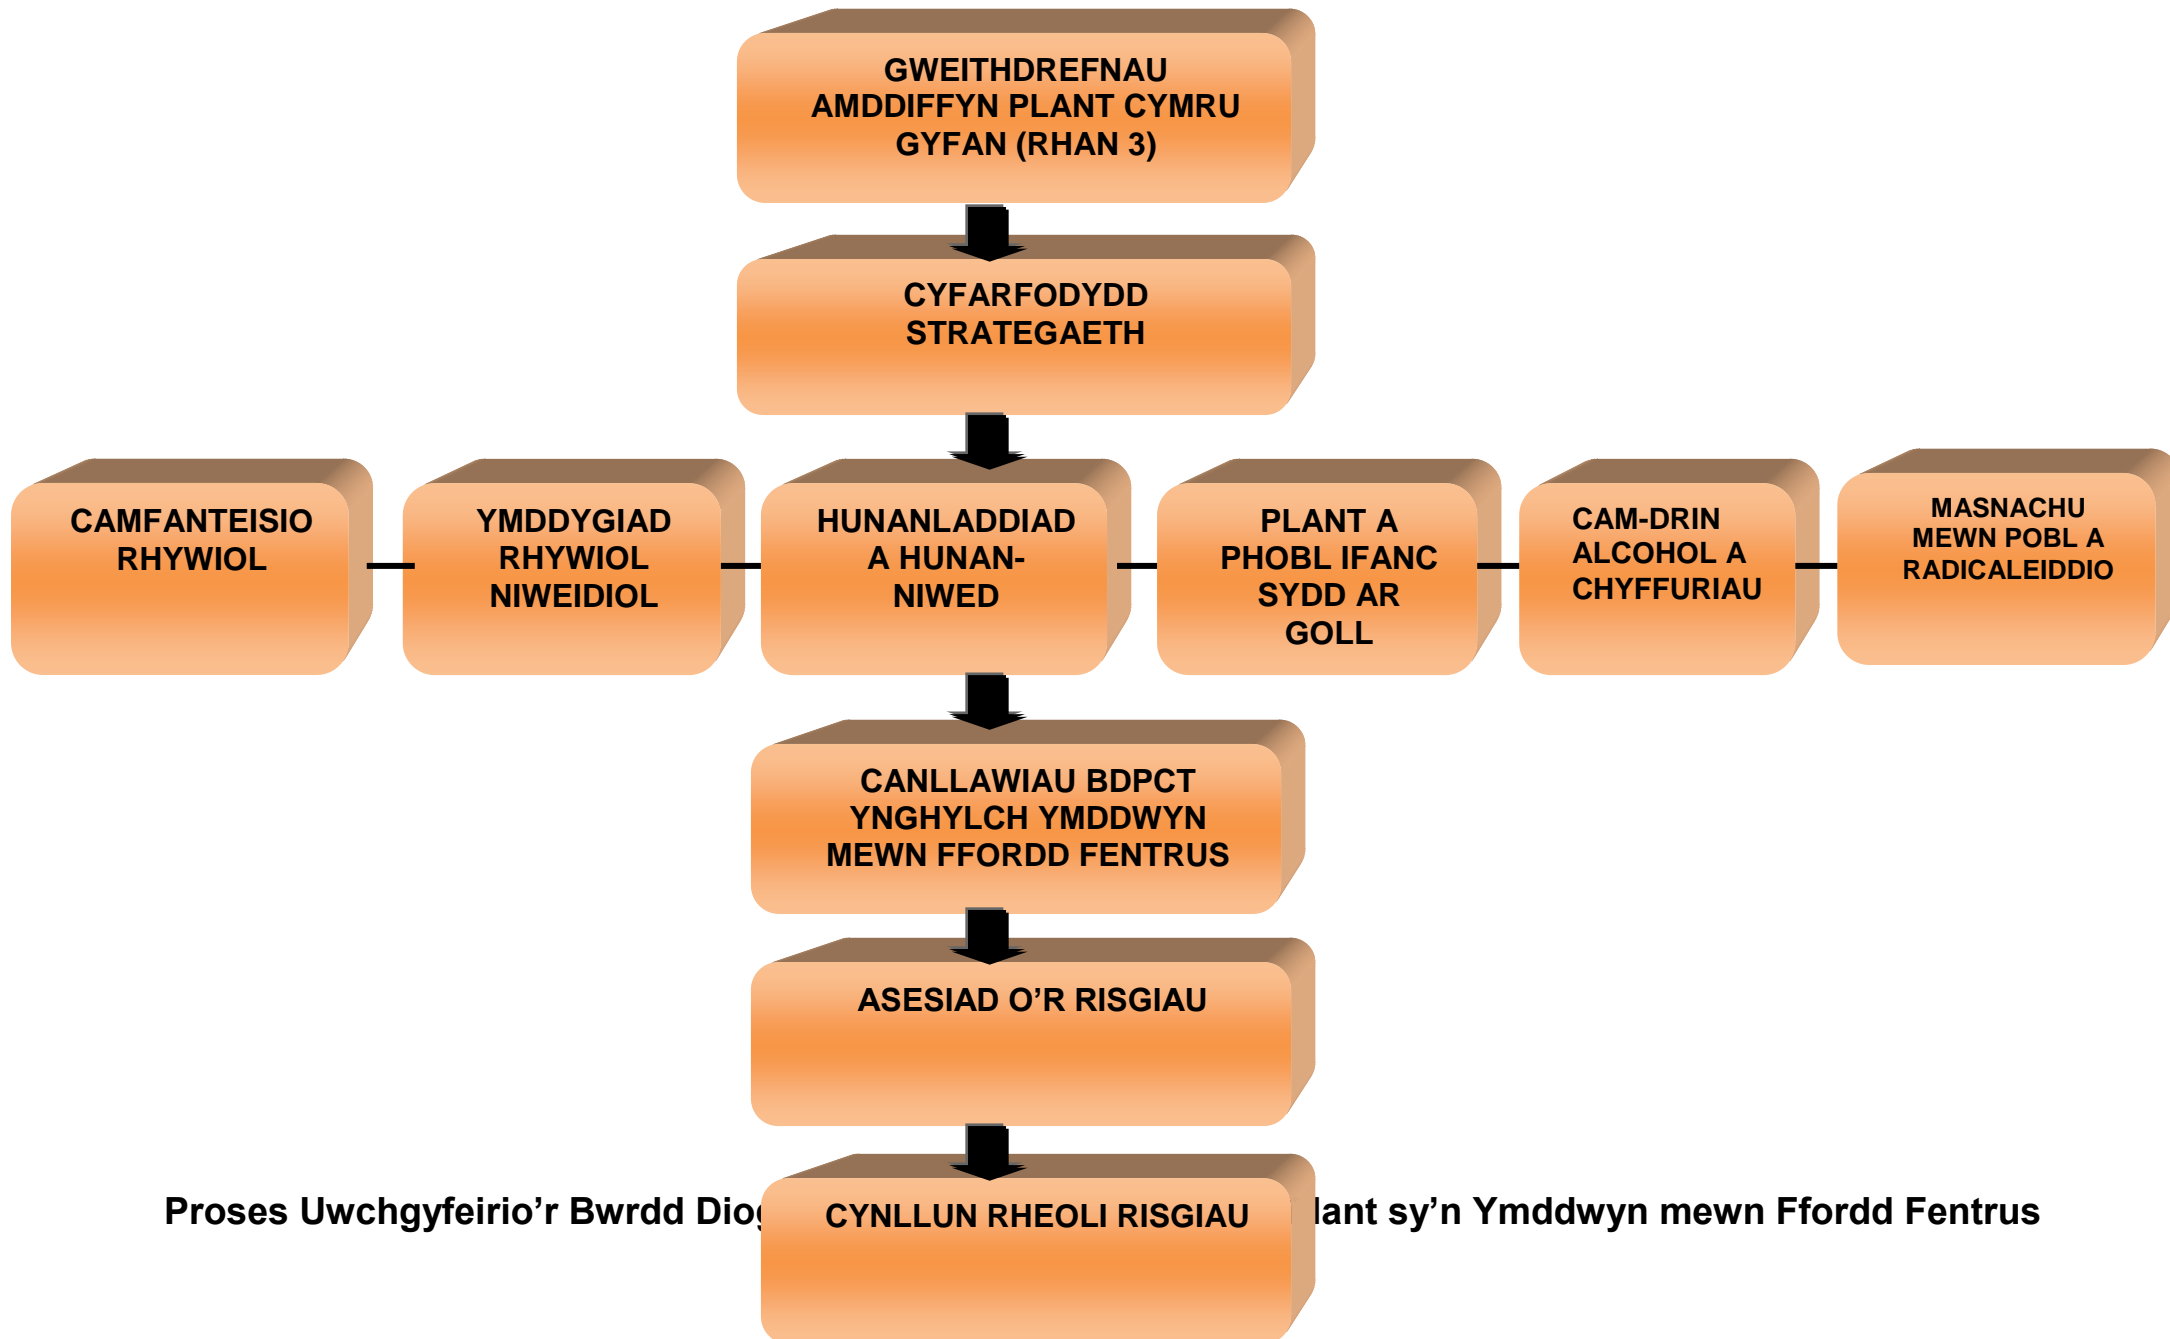 GWEITHDREFNAU
AMDDIFFYN PLANT CYMRU
GYFAN (RHAN 3)
CYFARFODYDD
STRATEGAETH
CAMFANTEISIO
RHYWIOL
YMDDYGIAD
RHYWIOL
NIWEIDIOL
HUNANLADDIAD
A HUNAN-
NIWED
PLANT A
PHOBL IFANC
SYDD AR
GOLL
CAM-DRIN
ALCOHOL A
CHYFFURIAU
MASNACHU
MEWN POBL A
RADICALEIDDIO
CANLLAWIAU BDPCT
YNGHYLCH YMDDWYN
MEWN FFORDD FENTRUS
ASESIAD O’R RISGIAU
CYNLLUN RHEOLI RISGIAU
Proses Uwchgyfeirio’r Bwrdd sy’n Ymddwyn mewn Ffordd Fentrus